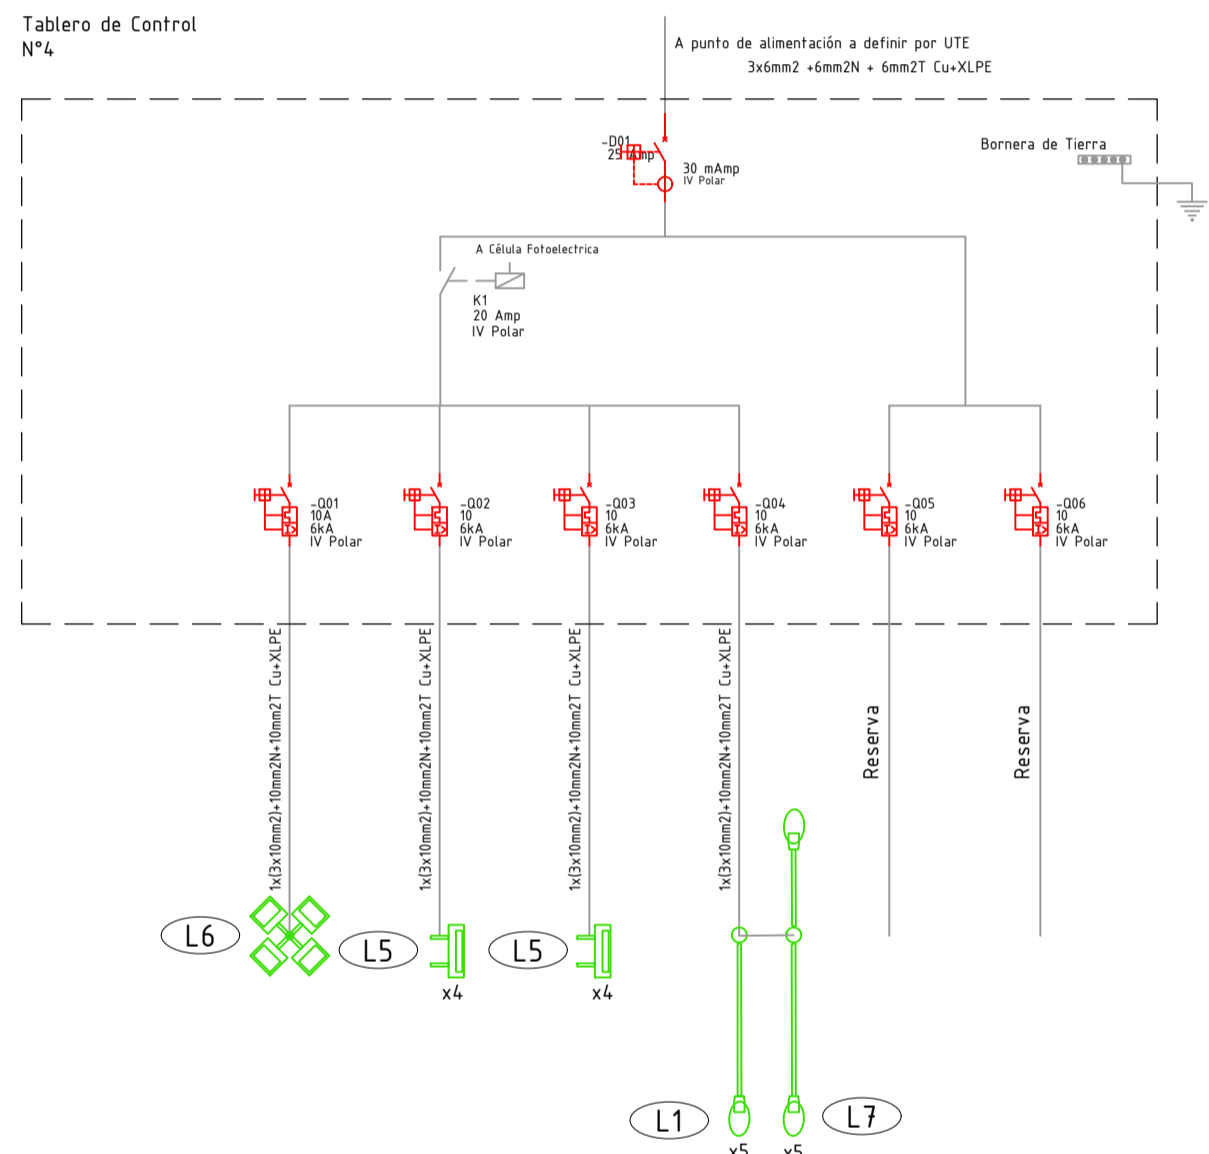 Tablero de Control
N°4
A punto de alimentación a definir por UTE
3x6mm2 +6mm2N + 6mm2T Cu+XLPE
-D01
25 Amp
30 mAmp
IV Polar
Bornera de Tierra
A Célula Fotoelectrica
K1
20 Amp
IV Polar
-Q01
10A
6kA
IV Polar
-Q02
10
6kA
IV Polar
-Q03
10
6kA
IV Polar
-Q04
10
6kA
IV Polar
-Q05
10
6kA
IV Polar
-Q06
10
6kA
IV Polar
1x(3x10mm2)+10mm2N+10mm2T Cu+XLPE
1x(3x10mm2)+10mm2N+10mm2T Cu+XLPE
1x(3x10mm2)+10mm2N+10mm2T Cu+XLPE
1x(3x10mm2)+10mm2N+10mm2T Cu+XLPE
Reserva
Reserva
L6
L5
x4
L5
x4
L1
x5
x5
L7